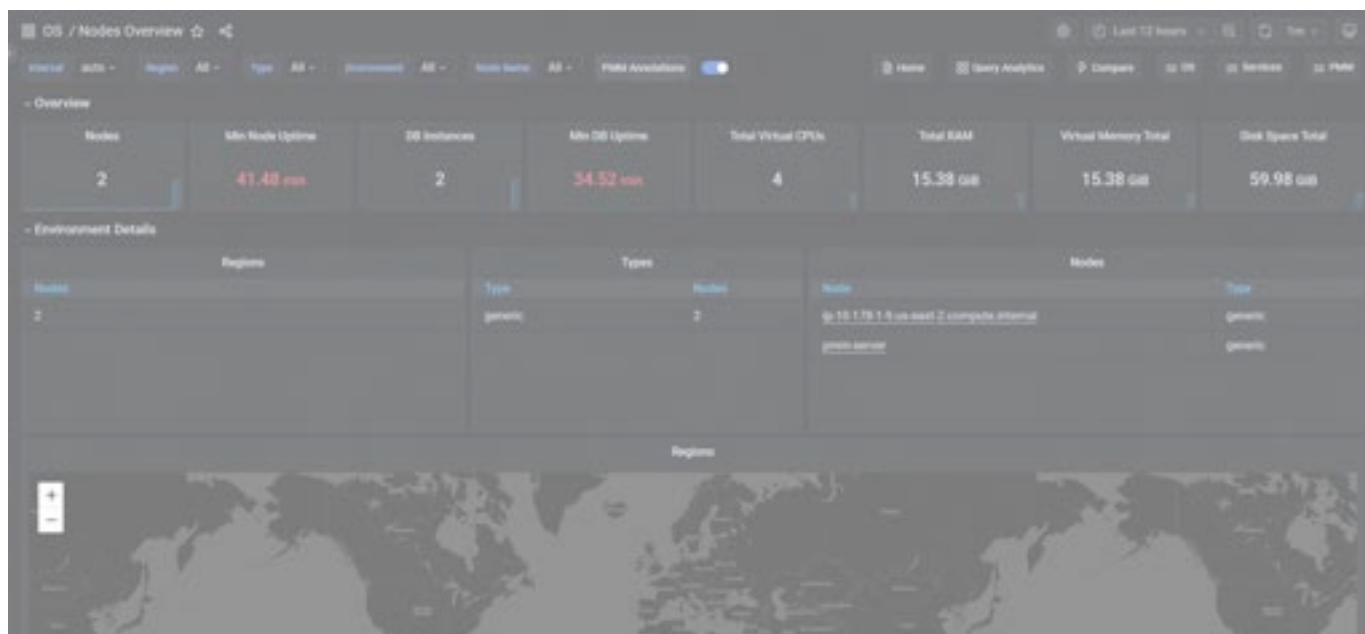 OS / Nodes Overview
Interval auto Region All Type All Environment All Node Name All PMM Annotations Home Query Analytics Compare OS Services PMM
Last 12 hours 1m
Overview
Nodes Min Node Uptime DB Instances Min DB Uptime Total Virtual CPUs Total RAM Virtual Memory Total Disk Space Total
2 41.48 min 2 34.52 min 4 15.38 GiB 15.38 GiB 59.98 GiB
Environment Details
Regions Types Nodes
Nodes Type Nodes Node Type
2 generic 2 ip-10-178-1-9.us-east-2.compute.internal generic
pmm-server generic
Regions
+
−